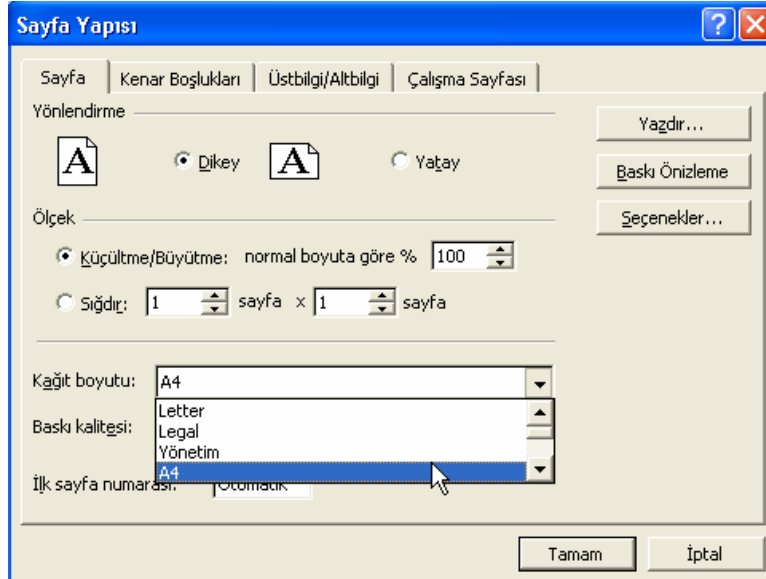 Sayfa Yapısı
Sayfa Kenar Boşlukları Üstbilgi/Altbilgi Çalışma Sayfası
Yönlendirme
A Dikey A Yatay
Yazdır...
Baskı Önizleme
Seçenekler...
Ölçek
Küçültme/Büyütme: normal boyuta göre % 100
Sığdır: 1 sayfa x 1 sayfa
Kağıt boyutu: A4
Letter
Legal
Yönetim
A4
Baskı kalitesi:
İlk sayfa numarası: Otomatik
Tamam İptal